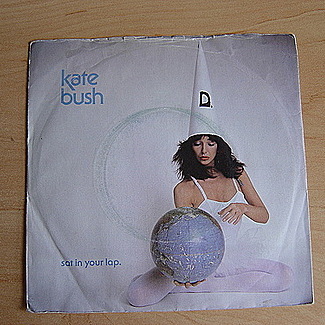 kate
bush
D.
sat in your lap.